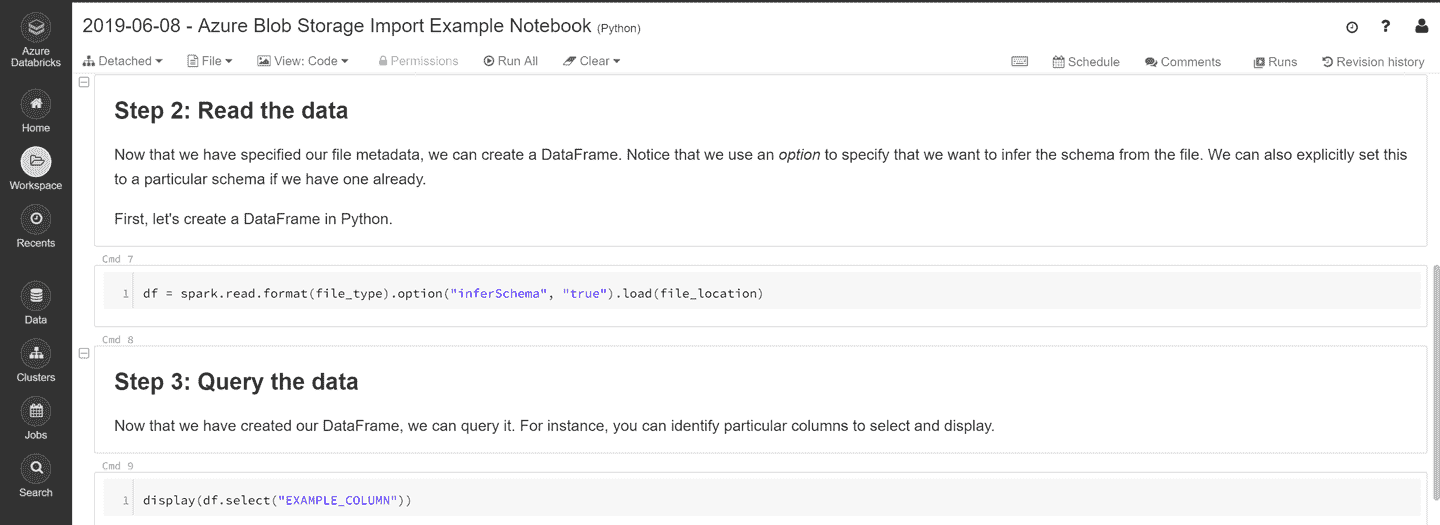 Azure
Databricks
Home
Workspace
Recents
Data
Clusters
Jobs
Search
2019-06-08 - Azure Blob Storage Import Example Notebook (Python)
Detached File View: Code Permissions Run All Clear Schedule Comments Runs Revision history
Step 2: Read the data
Now that we have specified our file metadata, we can create a DataFrame. Notice that we use an option to specify that we want to infer the schema from the file. We can also explicitly set this
to a particular schema if we have one already.
First, let's create a DataFrame in Python.
Cmd 7
1 df = spark.read.format(file_type).option("inferSchema", "true").load(file_location)
Cmd 8
Step 3: Query the data
Now that we have created our DataFrame, we can query it. For instance, you can identify particular columns to select and display.
Cmd 9
1 display(df.select("EXAMPLE_COLUMN"))